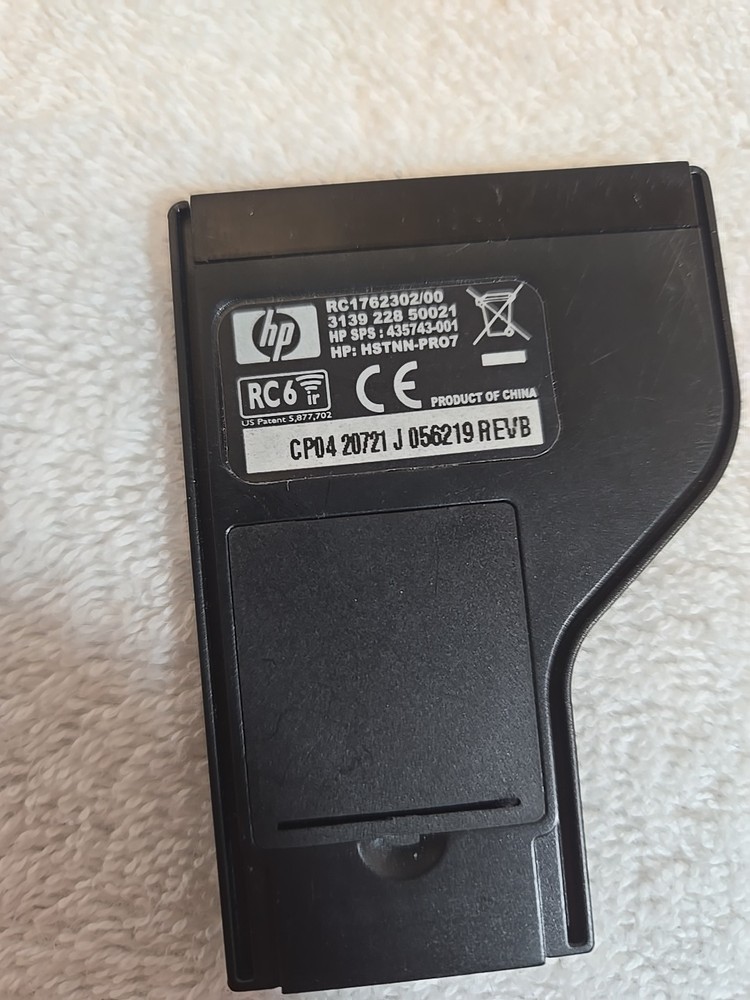 hp
RC1762302/00
3139 228 50021
HP SPS : 435743-001
HP: HSTNN-PRO7
RC6 ir
CE
PRODUCT OF CHINA
US Patent 5,877,702
CP04 20721 J 056219 REVB